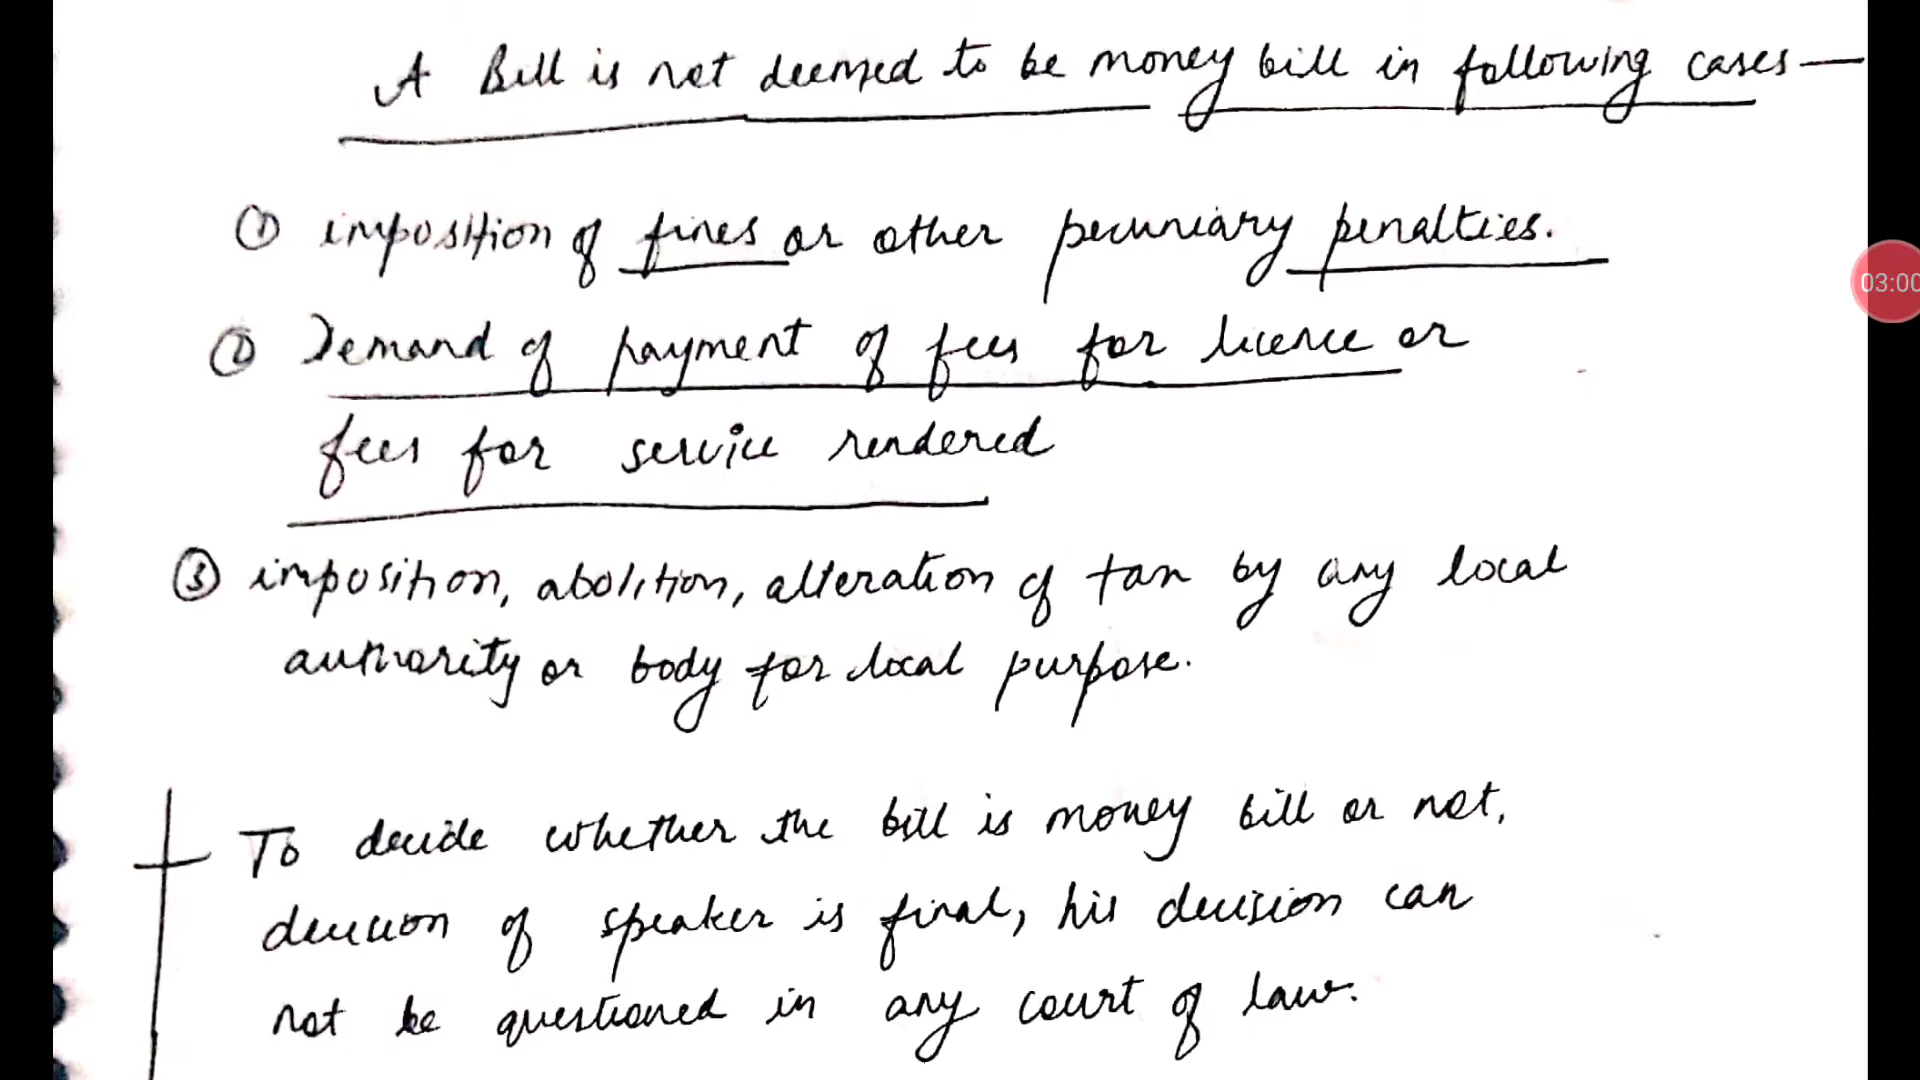 A Bill is not deemed to be money bill in following cases —
① imposition of fines or other pecuniary penalties.
② Demand of payment of fees for licence or
fees for service rendered
③ imposition, abolition, alteration of tax by any local
authority or body for local purpose.
To decide whether the bill is money bill or not,
decision of speaker is final, his decision can
not be questioned in any court of law.
03:00